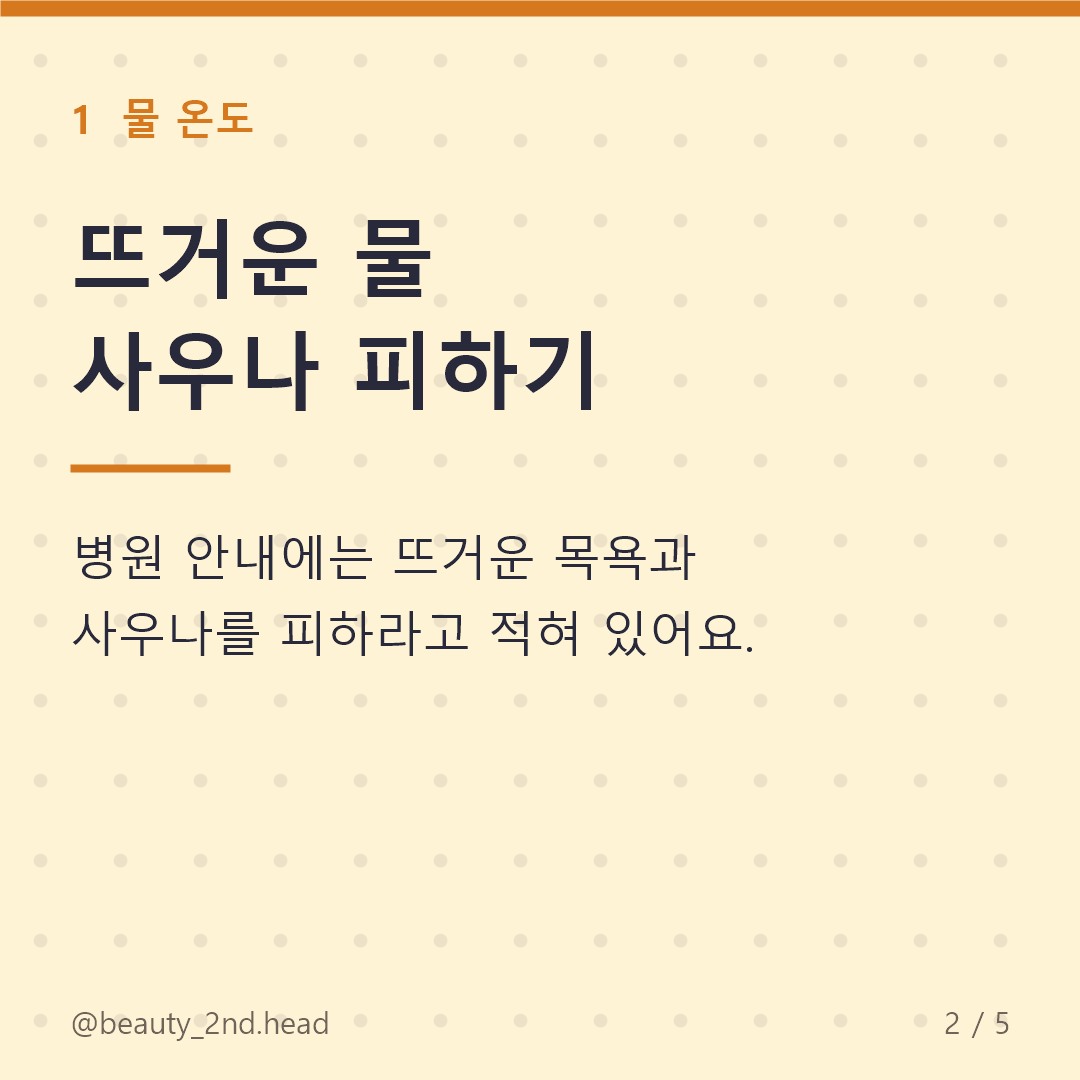 1 물 온도
뜨거운 물
사우나 피하기
병원 안내에는 뜨거운 목욕과
사우나를 피하라고 적혀 있어요.
@beauty_2nd.head
2 / 5